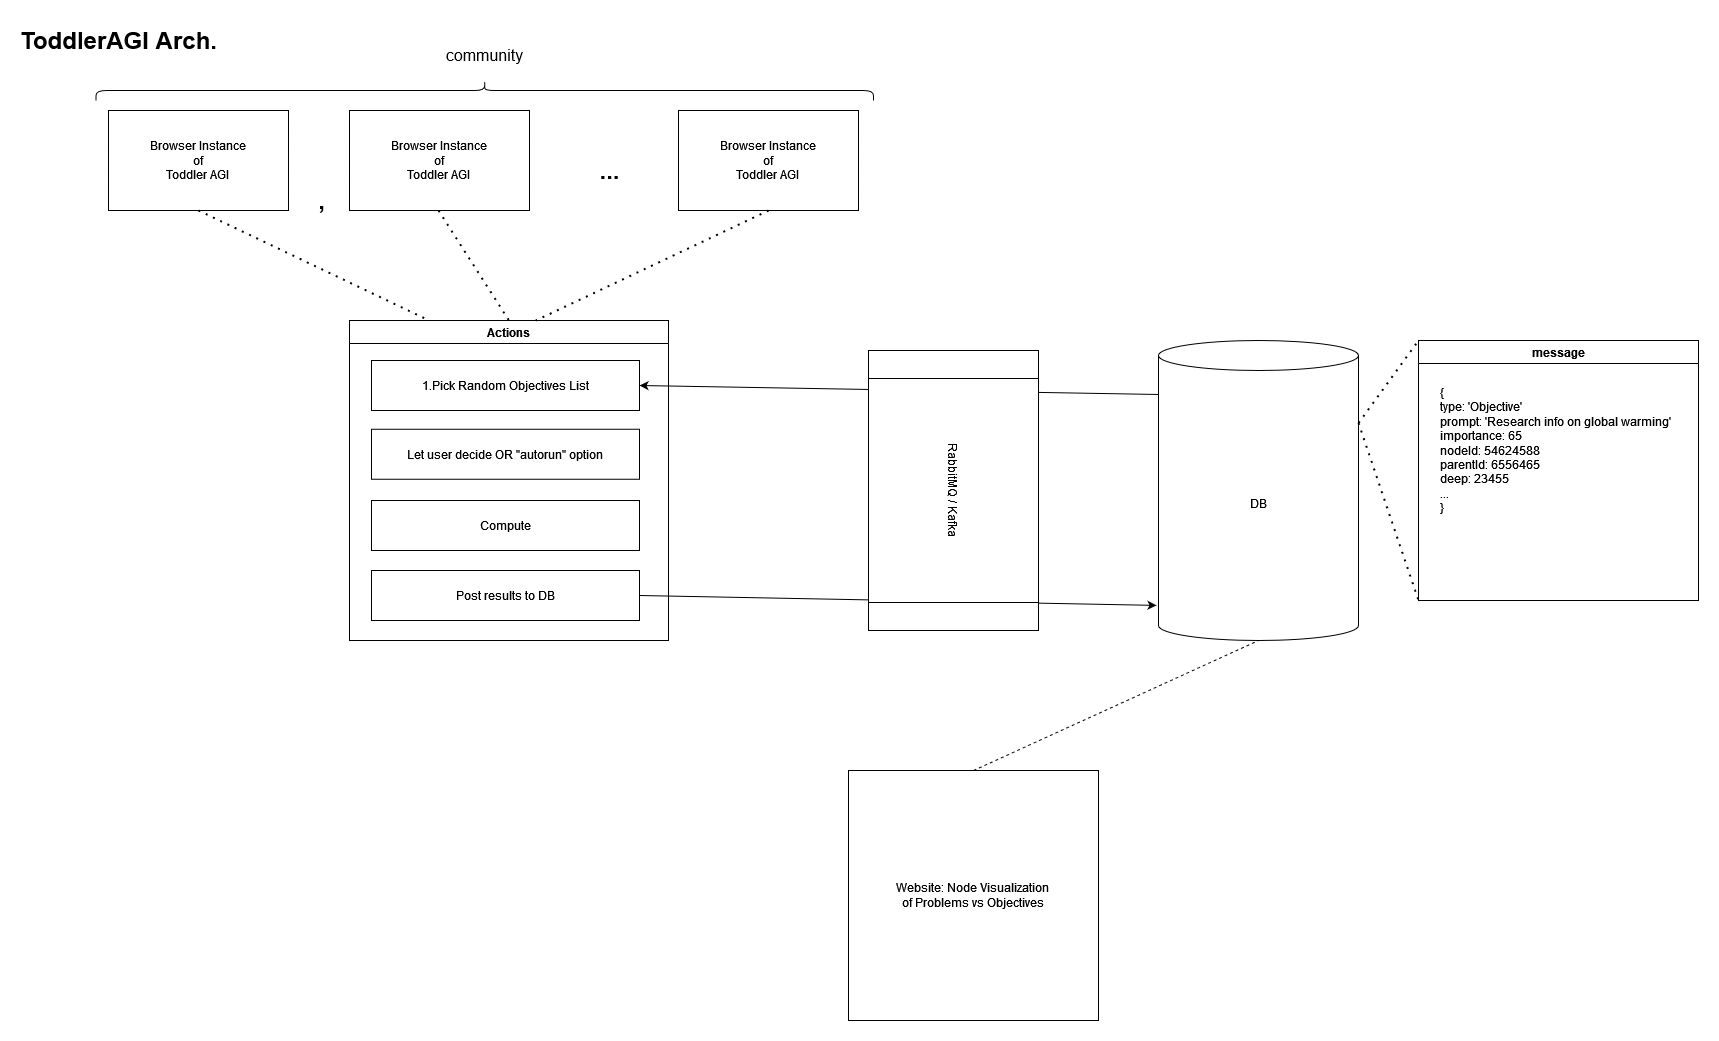 ToddlerAGI Arch.
community
Browser Instance
of
Toddler AGI
,
Browser Instance
of
Toddler AGI
...
Browser Instance
of
Toddler AGI
Actions
1.Pick Random Objectives List
Let user decide OR "autorun" option
Compute
Post results to DB
RabbitMQ / Kafka
DB
message
{
type: 'Objective'
prompt: 'Research info on global warming'
importance: 65
nodeId: 54624588
parentId: 6556465
deep: 23455
...
}
Website: Node Visualization
of Problems vs Objectives